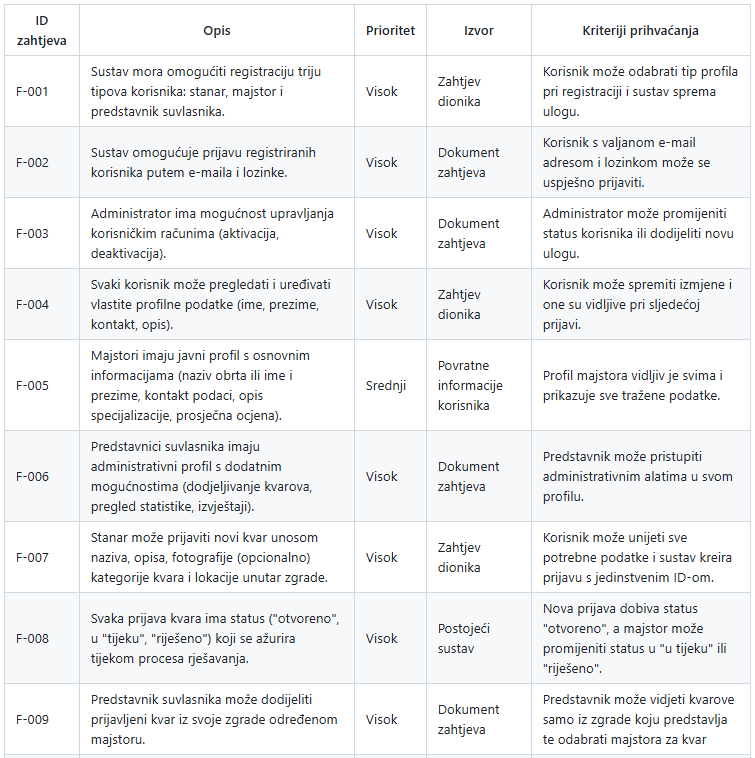 ID
zahtjeva
Opis
Prioritet
Izvor
Kriteriji prihvaćanja
F-001
Sustav mora omogućiti registraciju triju
tipova korisnika: stanar, majstor i
predstavnik suvlasnika.
Visok
Zahtjev
dionika
Korisnik može odabrati tip profila
pri registraciji i sustav sprema
ulogu.
F-002
Sustav omogućuje prijavu registriranih
korisnika putem e-maila i lozinke.
Visok
Dokument
zahtjeva
Korisnik s valjanom e-mail
adresom i lozinkom može se
uspješno prijaviti.
F-003
Administrator ima mogućnost upravljanja
korisničkim računima (aktivacija,
deaktivacija).
Visok
Dokument
zahtjeva
Administrator može promijeniti
status korisnika ili dodijeliti novu
ulogu.
F-004
Svaki korisnik može pregledati i uređivati
vlastite profilne podatke (ime, prezime,
kontakt, opis).
Visok
Zahtjev
dionika
Korisnik može spremiti izmjene i
one su vidljive pri sljedećoj
prijavi.
F-005
Majstori imaju javni profil s osnovnim
informacijama (naziv obrta ili ime i
prezime, kontakt podaci, opis
specijalizacije, prosječna ocjena).
Srednji
Povratne
informacije
korisnika
Profil majstora vidljiv je svima i
prikazuje sve tražene podatke.
F-006
Predstavnici suvlasnika imaju
administrativni profil s dodatnim
mogućnostima (dodjeljivanje kvarova,
pregled statistike, izvještaji).
Visok
Dokument
zahtjeva
Predstavnik može pristupiti
administrativnim alatima u svom
profilu.
F-007
Stanar može prijaviti novi kvar unosom
naziva, opisa, fotografije (opcionalno)
kategorije kvara i lokacije unutar zgrade.
Visok
Zahtjev
dionika
Korisnik može unijeti sve
potrebne podatke i sustav kreira
prijavu s jedinstvenim ID-om.
F-008
Svaka prijava kvara ima status ("otvoreno",
u "tijeku", "riješeno") koji se ažurira
tijekom procesa rješavanja.
Visok
Postojeći
sustav
Nova prijava dobiva status
"otvoreno", a majstor može
promijeniti status u "u tijeku" ili
"riješeno".
F-009
Predstavnik suvlasnika može dodijeliti
prijavljeni kvar iz svoje zgrade određenom
majstoru.
Visok
Dokument
zahtjeva
Predstavnik može vidjeti kvarove
samo iz zgrade koju predstavlja
te odabrati majstora za kvar